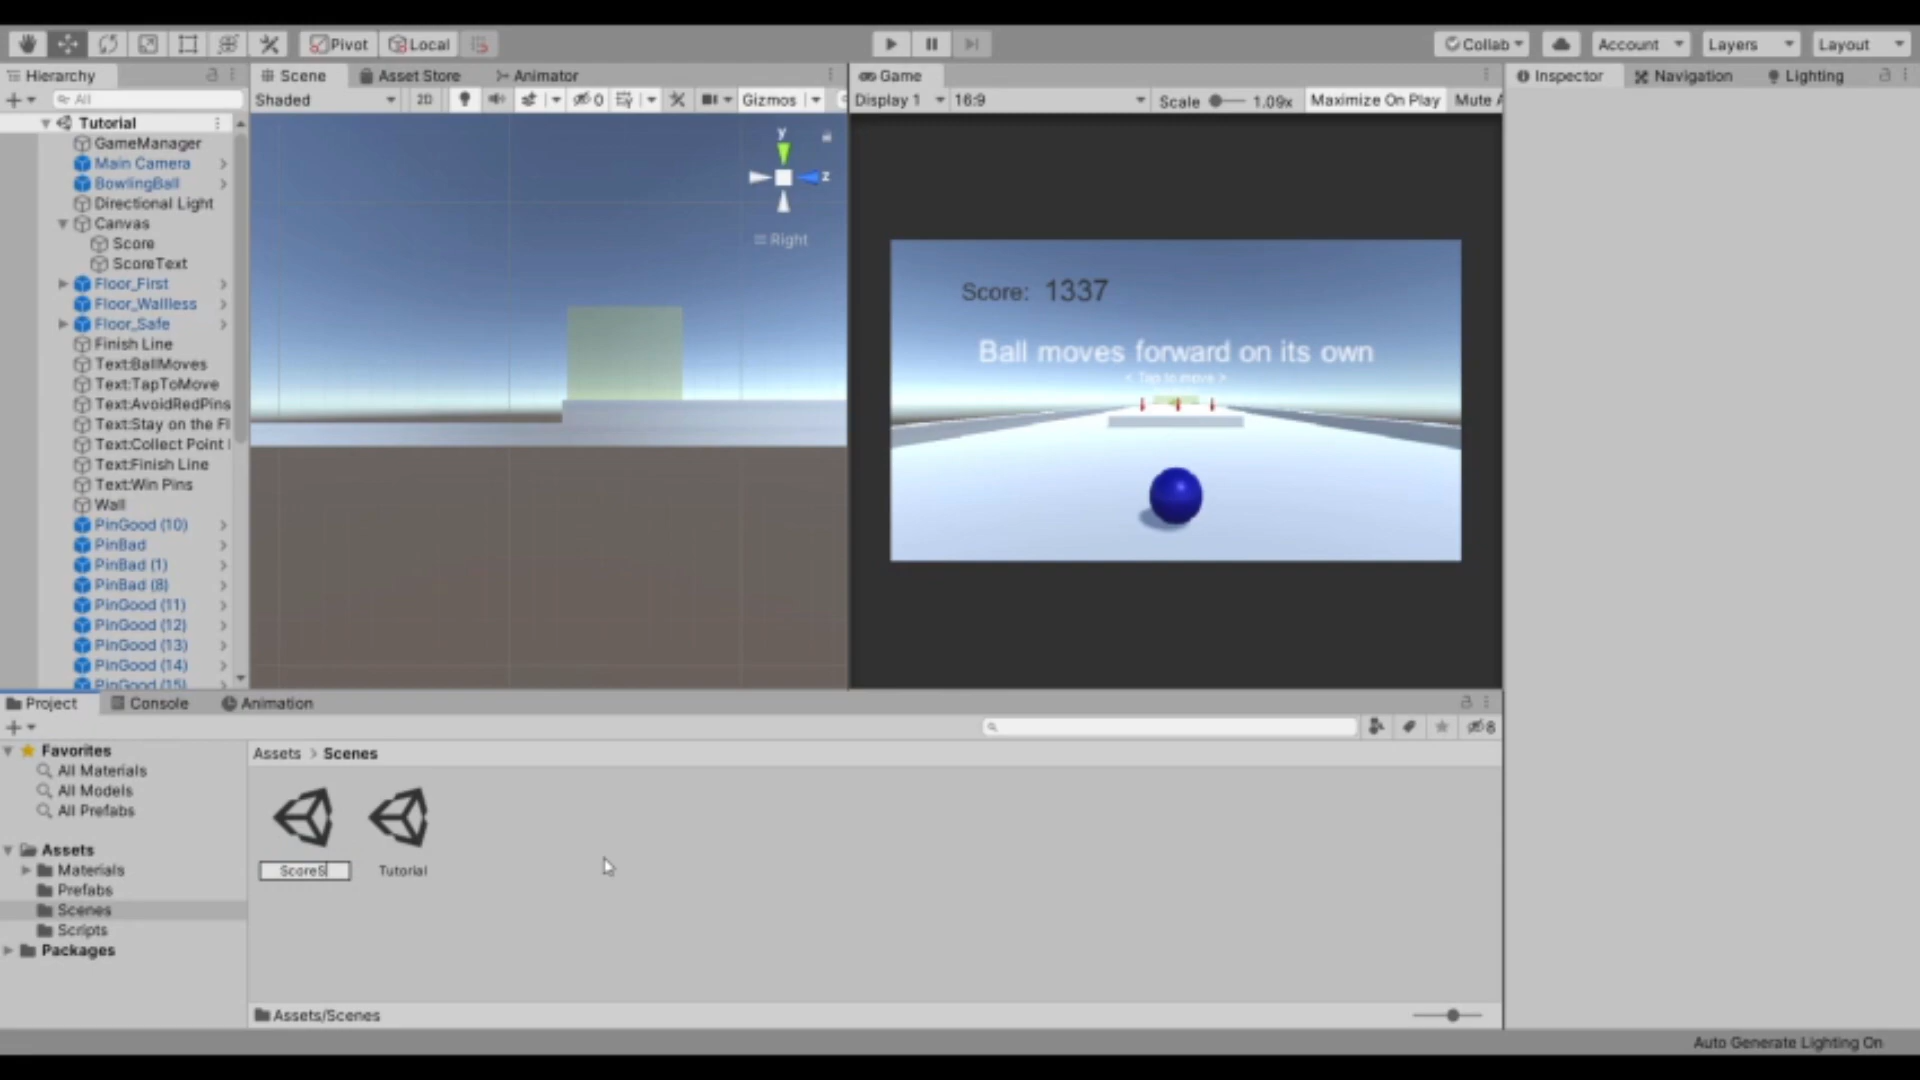 Pivot Local Collab Account Layers Layout
Hierarchy Scene Asset Store Animator Game Inspector Navigation Lighting
All Shaded 2D 0 Gizmos Display 1 16:9 Scale 1.09x Maximize On Play Mute A
Tutorial
GameManager
Main Camera
BowlingBall
Directional Light
Canvas
Score
ScoreText
Floor_First
Floor_Wallless
Floor_Safe
Finish Line
Text:BallMoves
Text:TapToMove
Text:AvoidRedPins
Text:Stay on the Fl
Text:Collect Point
Text:Finish Line
Text:Win Pins
Wall
PinGood (10)
PinBad
PinBad (1)
PinBad (8)
PinGood (11)
PinGood (12)
PinGood (13)
PinGood (14)
PinGood (15)
y
z
Right
Score: 1337
Ball moves forward on its own
< Tap to move >
Project Console Animation
8
Favorites
All Materials
All Models
All Prefabs
Assets
Materials
Prefabs
Scenes
Scripts
Packages
Assets > Scenes
ScoreS Tutorial
Assets/Scenes
Auto Generate Lighting On